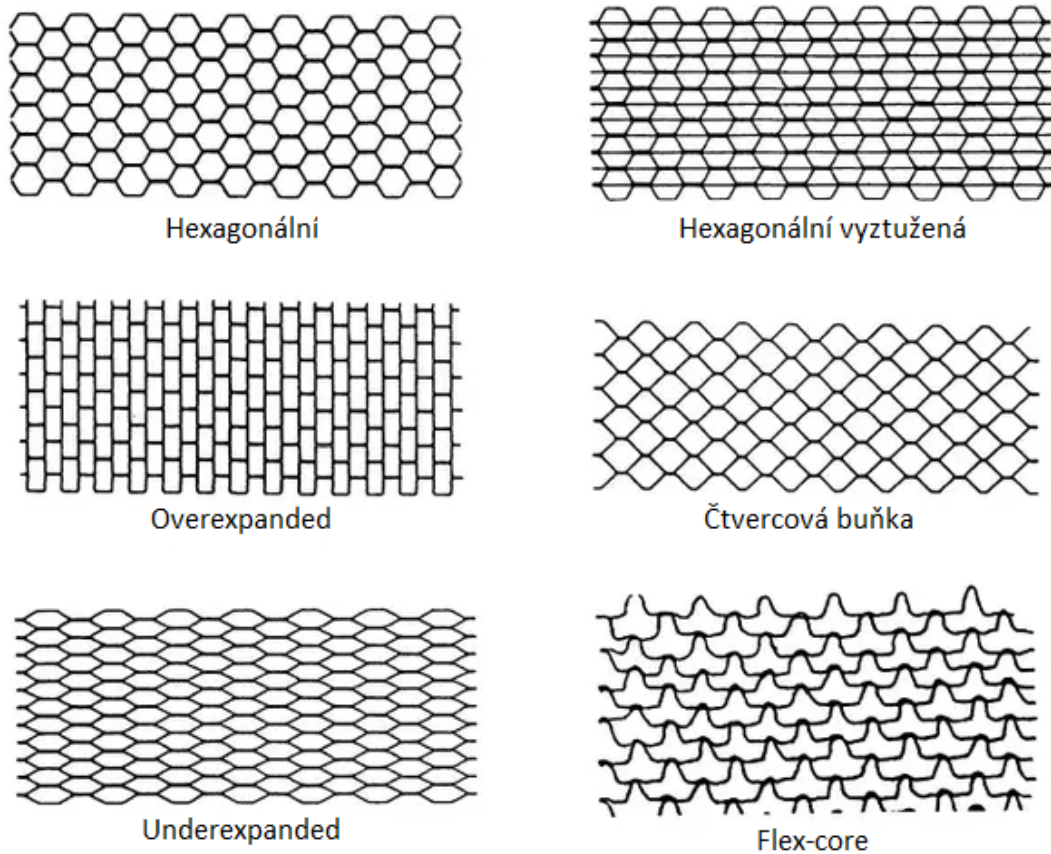 Hexagonální
Hexagonální vyztužená
Overexpanded
Čtvercová buňka
Underexpanded
Flex-core